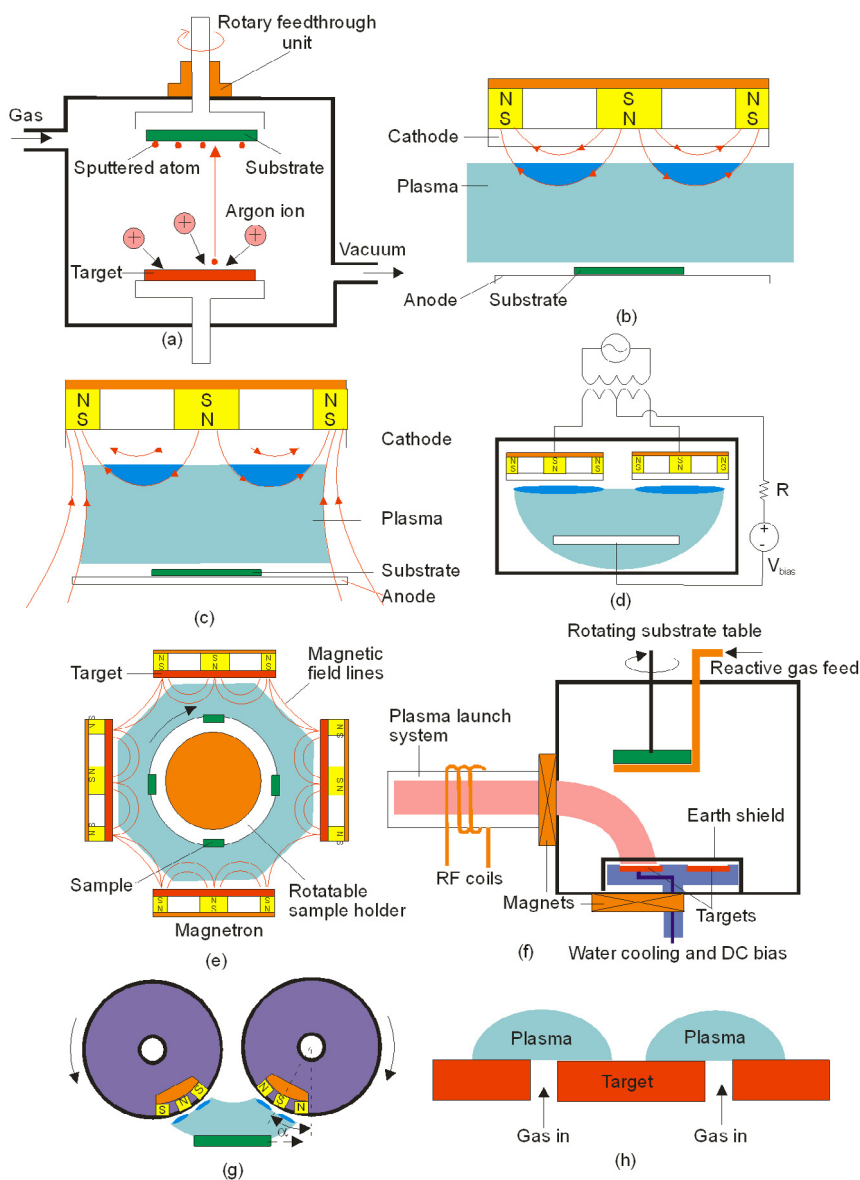 Rotary feedthrough
unit
Gas
Sputtered atom
Substrate
Argon ion
+
+
+
Target
Vacuum
(a)
N S N
S N S
Cathode
Plasma
Anode
Substrate
(b)
N S N
S N S
Cathode
Plasma
Substrate
Anode
(c)
N S N N S N
S N S S N S
R
+
-
V bias
(d)
Target
Magnetic
field lines
N S N
S N S
S N
N S
S N
S N
N S
S N
Sample
Rotatable
sample holder
S N S
N S N
Magnetron
(e)
Rotating substrate table
Reactive gas feed
Plasma launch
system
Earth shield
RF coils
Magnets
Targets
(f)
Water cooling and DC bias
S N S
N S N
α
(g)
Plasma
Plasma
Target
Gas in
Gas in
(h)